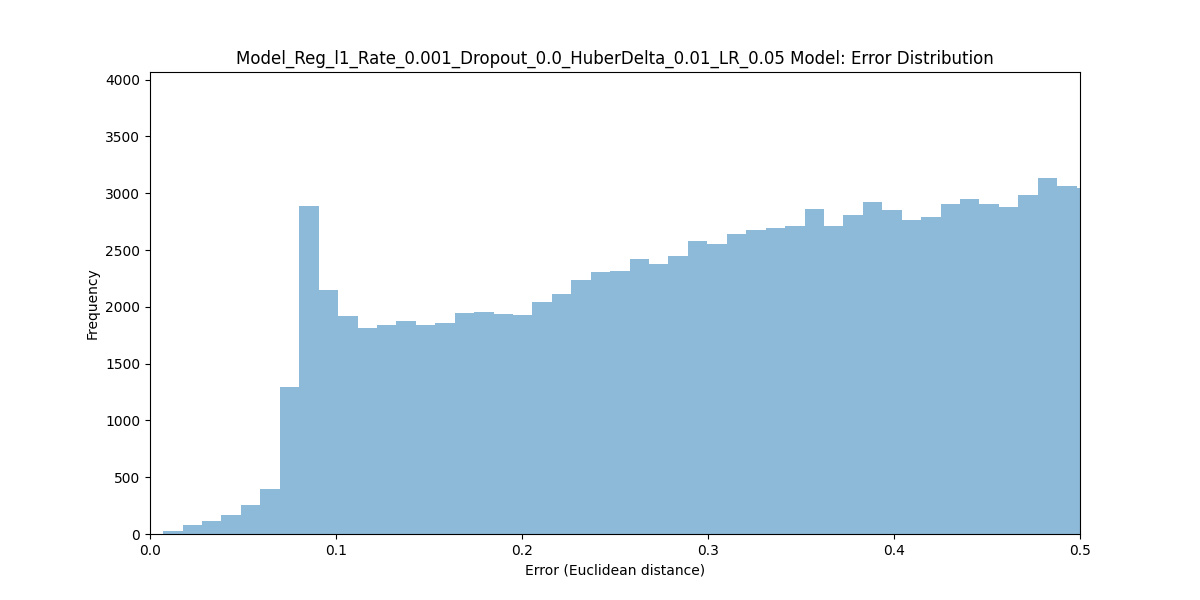 Model_Reg_l1_Rate_0.001_Dropout_0.0_HuberDelta_0.01_LR_0.05 Model: Error Distribution
4000
3500
3000
2500
2000
1500
1000
500
0
Frequency
0.0 0.1 0.2 0.3 0.4 0.5
Error (Euclidean distance)